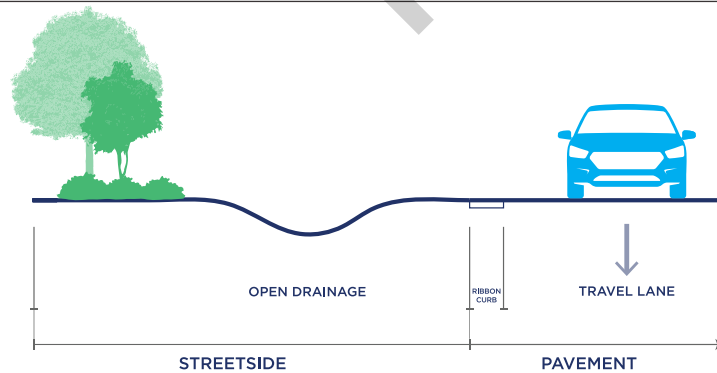 OPEN DRAINAGE
RIBBON
CURB
TRAVEL LANE
STREETSIDE
PAVEMENT